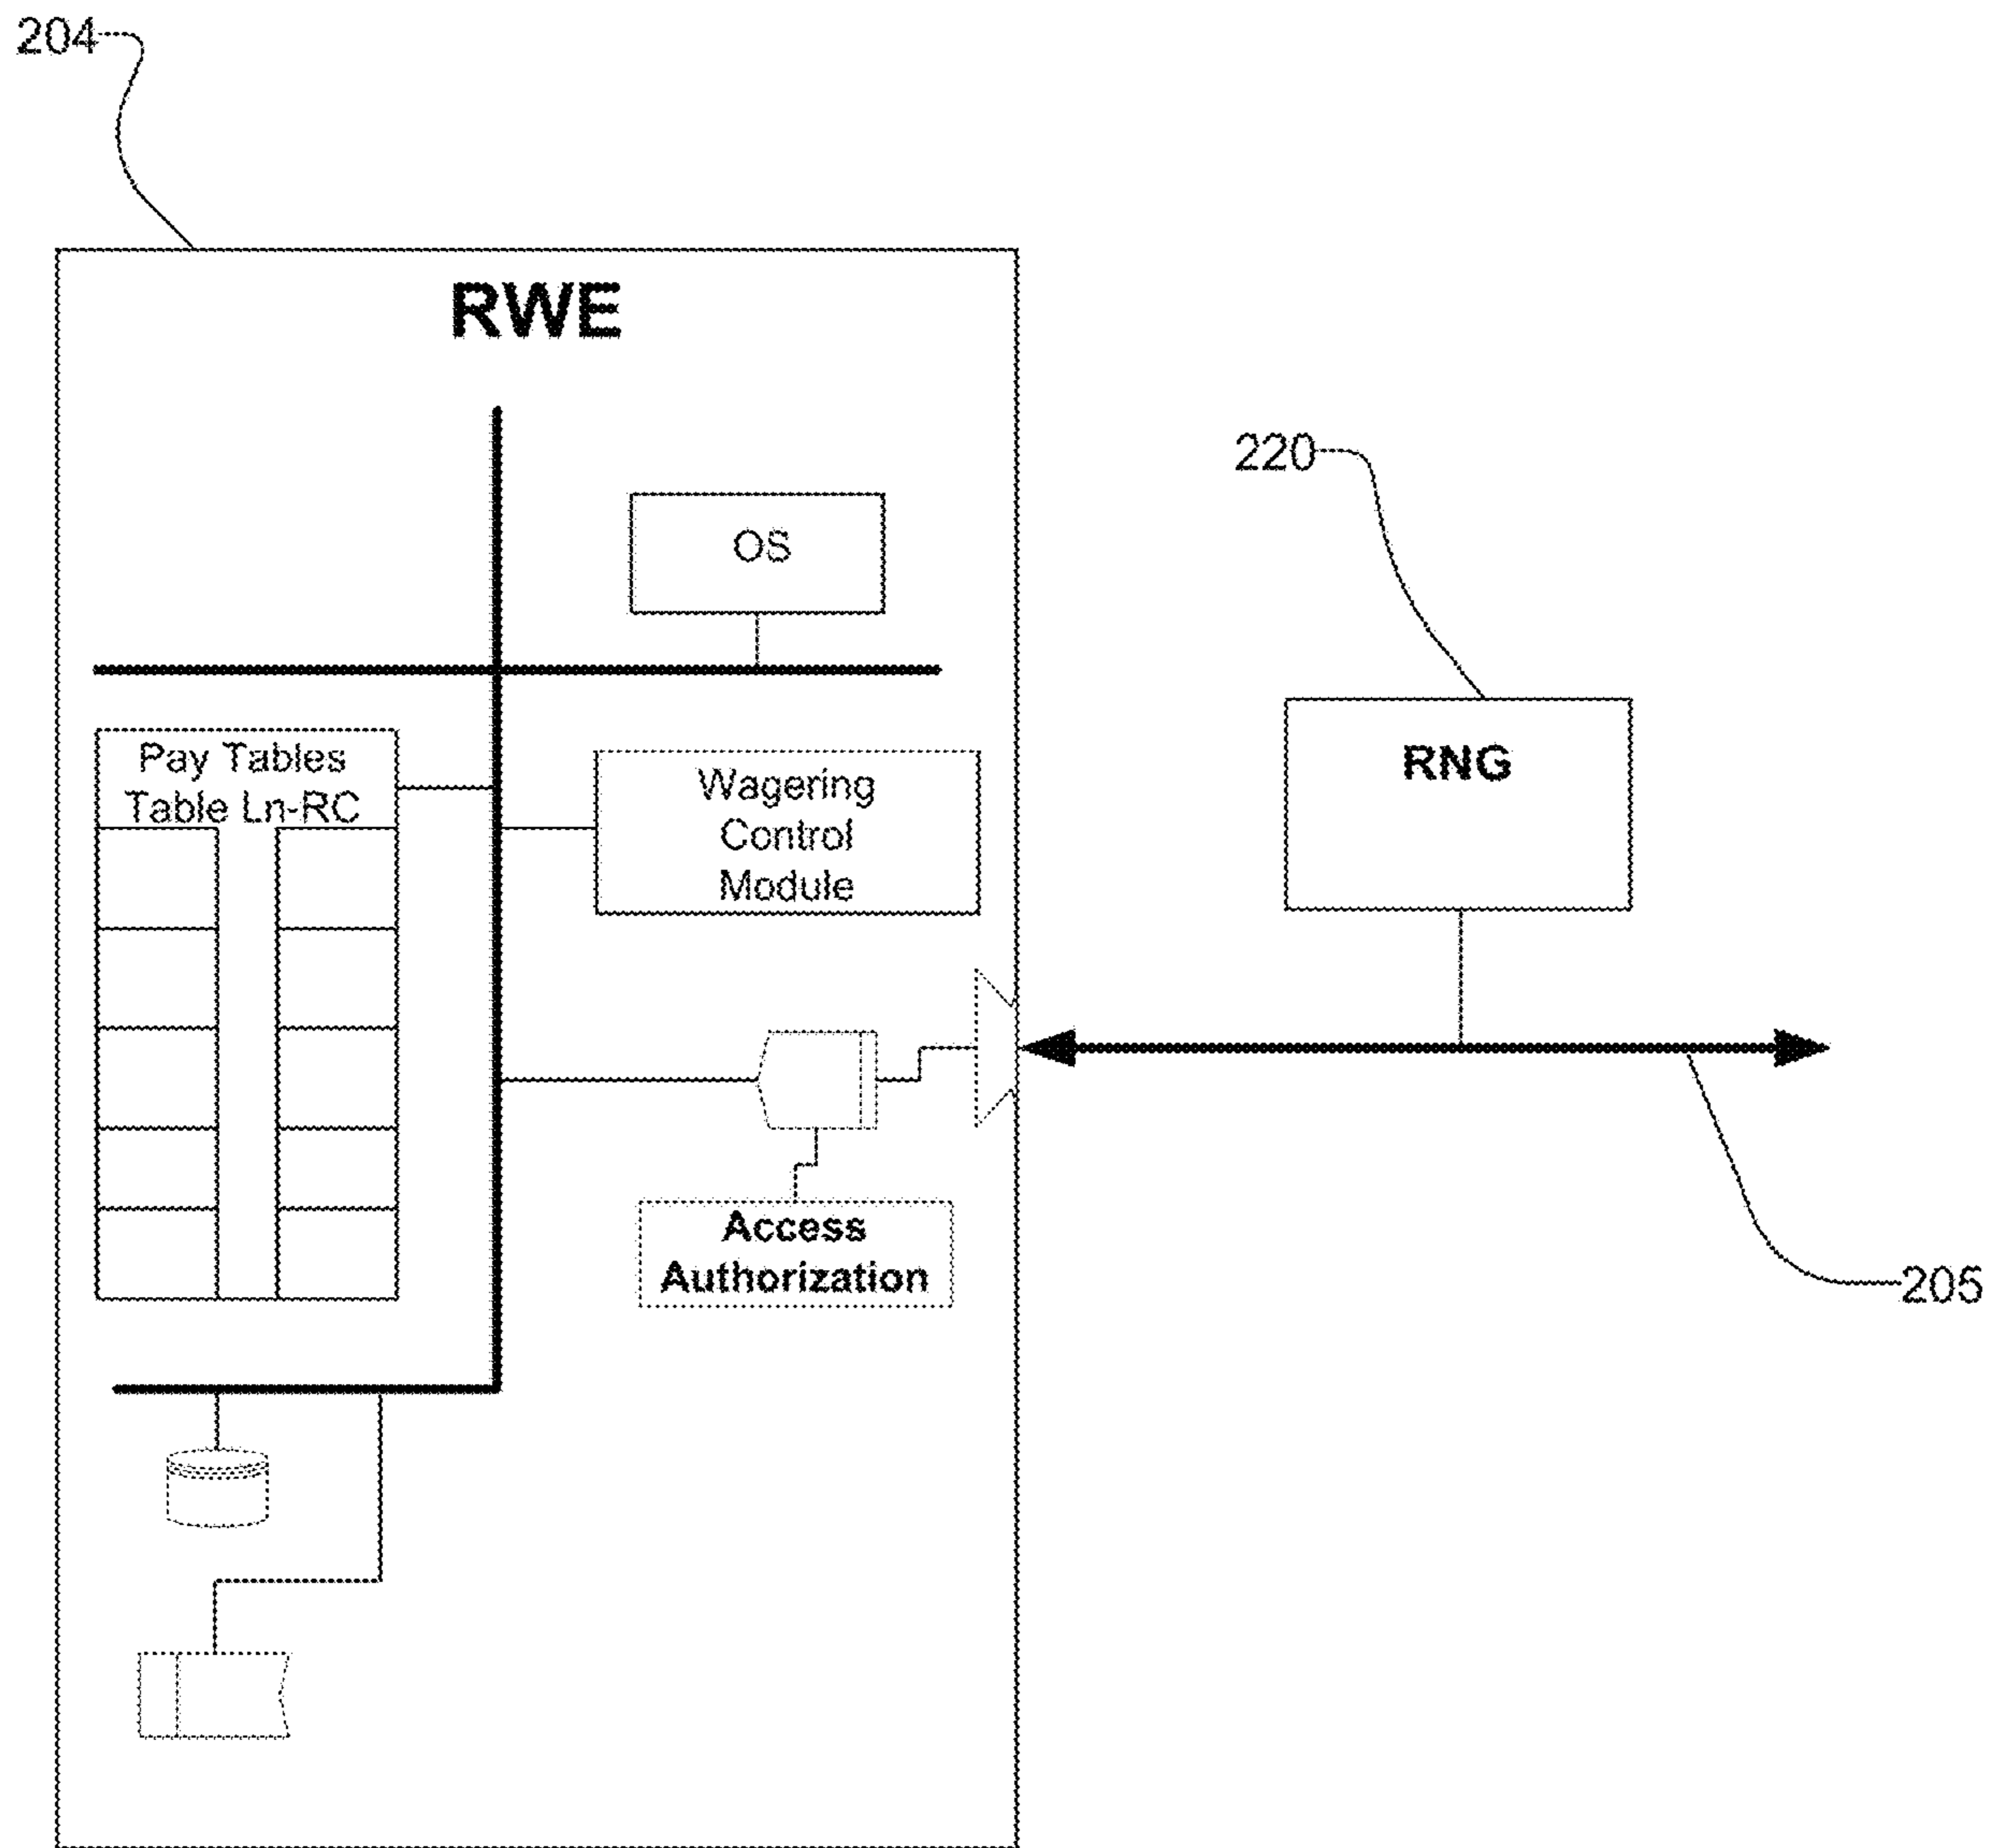 204
RWE
220
OS
Pay Tables
Table Ln-RC
Wagering
Control
Module
RNG
Access
Authorization
205